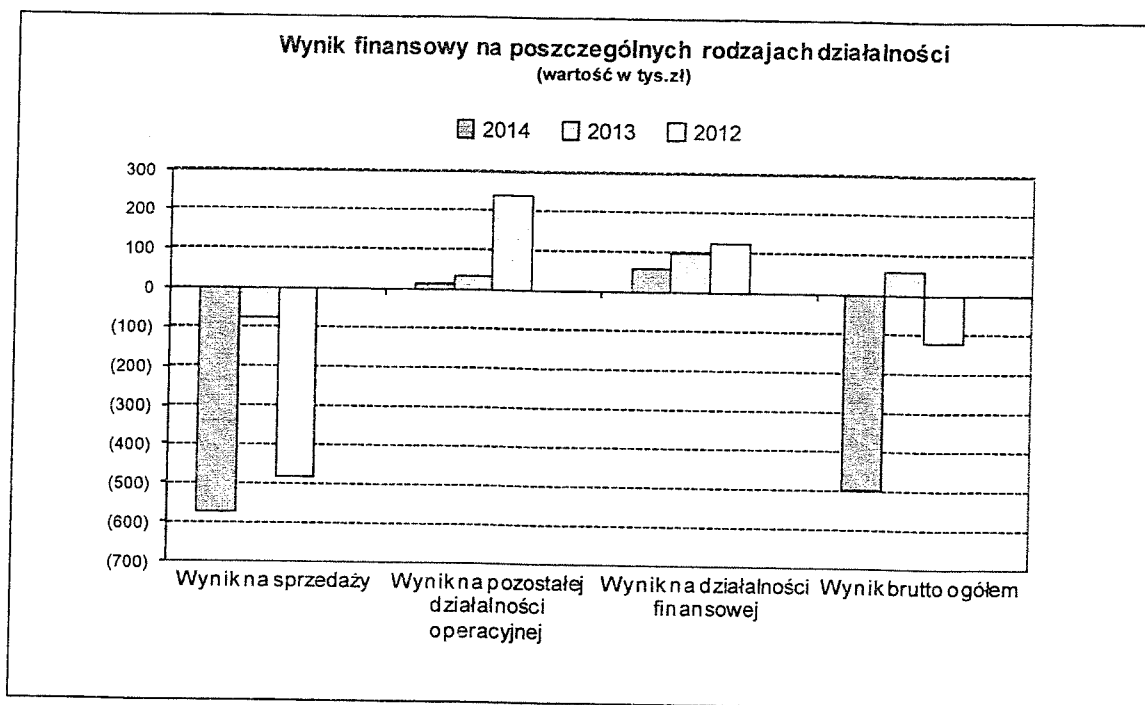 Wynik finansowy na poszczególnych rodzajach działalności
(wartość w tys.zł)
2014 2013 2012
300
200
100
0
(100)
(200)
(300)
(400)
(500)
(600)
(700)
Wynik na sprzedaży Wynik na pozostałej Wynik na działalności Wynik brutto ogółem
działalności finansowej
operacyjnej